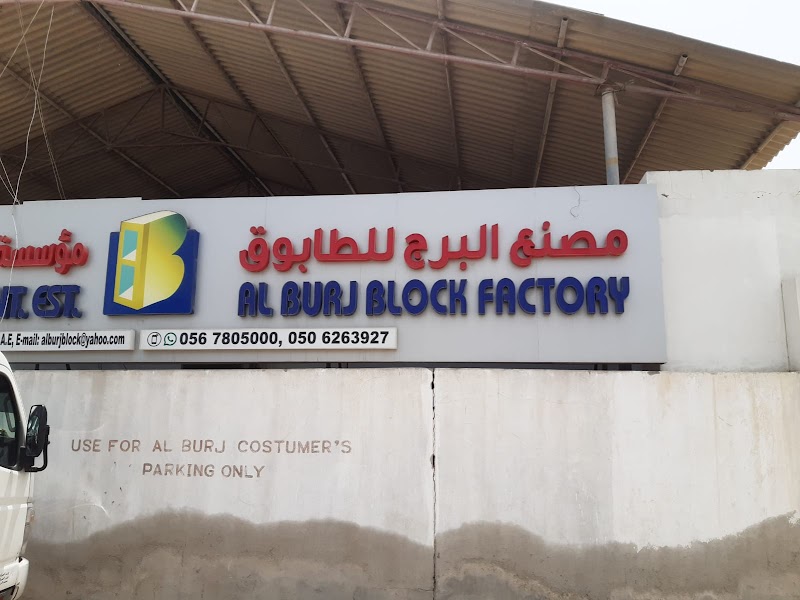 مؤسسة
مصنع البرج للطابوق
NT. EST.
AL BURJ BLOCK FACTORY
A.E, E-mail: alburjblock@yahoo.com
056 7805000, 050 6263927
USE FOR AL BURJ COSTUMER'S
PARKING ONLY